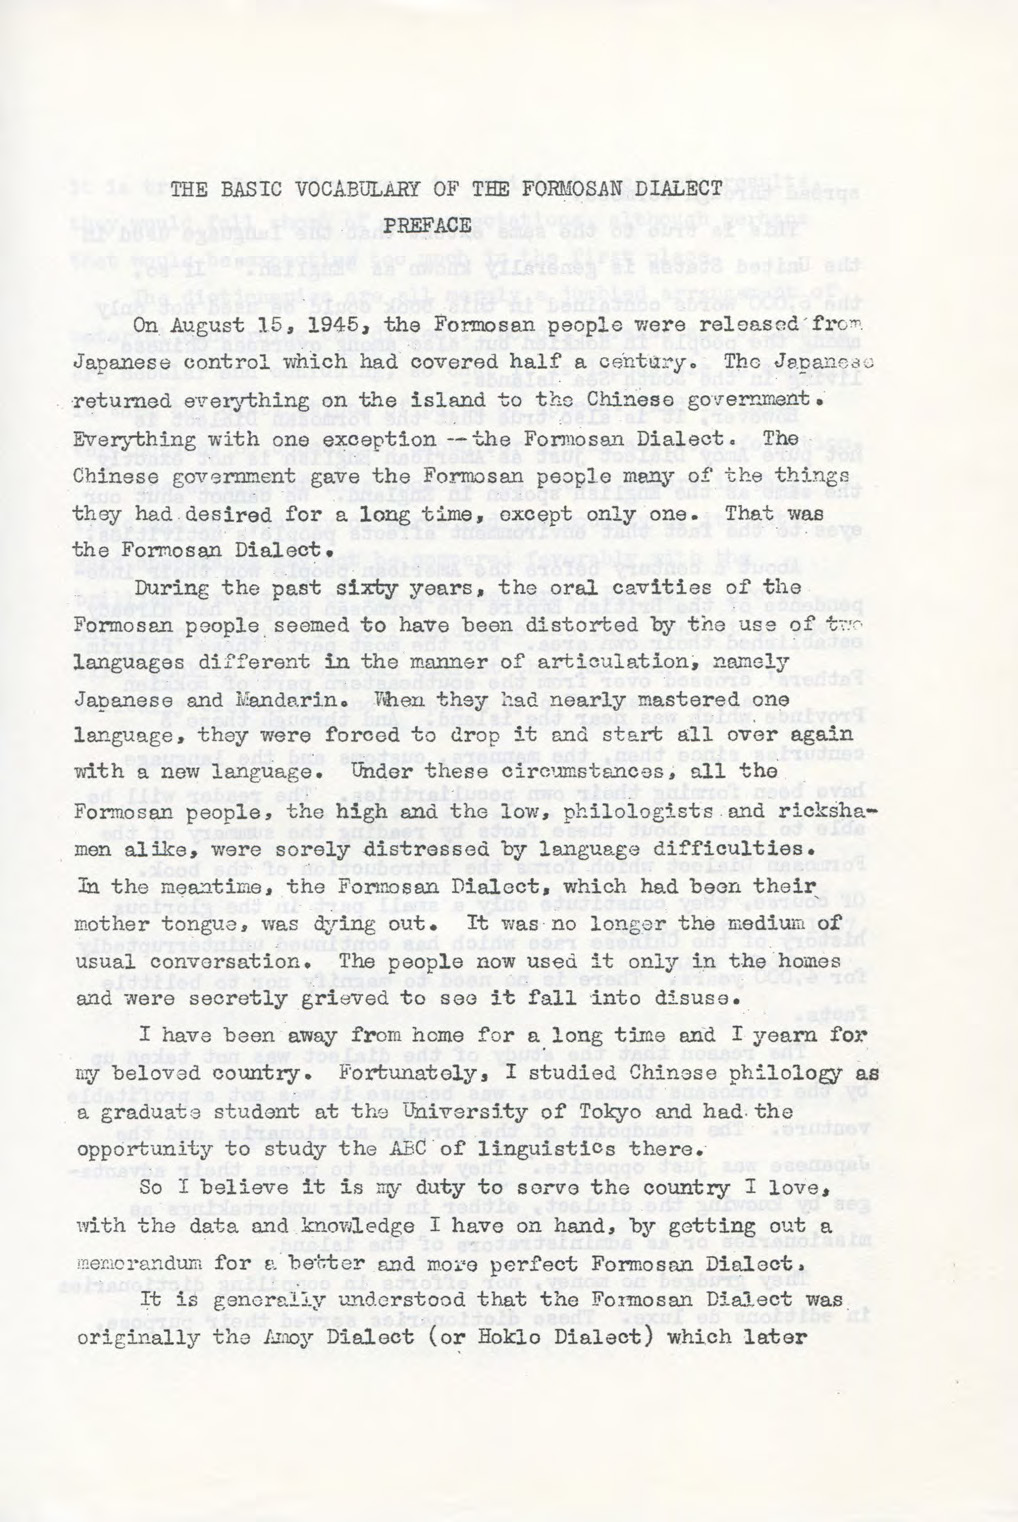 THE BASIC VOCABULARY OF THE FORMOSAN DIALECT
PREFACE
On August 15, 1945, the Formosan people were released from
Japanese control which had covered half a century. The Japanese
returned everything on the island to the Chinese government.
Everything with one exception -- the Formosan Dialect. The
Chinese government gave the Formosan people many of the things
they had desired for a long time, except only one. That was
the Formosan Dialect.
During the past sixty years, the oral cavities of the
Formosan people seemed to have been distorted by the use of two
languages different in the manner of articulation, namely
Japanese and Mandarin. When they had nearly mastered one
language, they were forced to drop it and start all over again
with a new language. Under these circumstances, all the
Formosan people, the high and the low, philologists and ricksha-
men alike, were sorely distressed by language difficulties.
In the meantime, the Formosan Dialect, which had been their
mother tongue, was dying out. It was no longer the medium of
usual conversation. The people now used it only in the homes
and were secretly grieved to see it fall into disuse.
I have been away from home for a long time and I yearn for
my beloved country. Fortunately, I studied Chinese philology as
a graduate student at the University of Tokyo and had the
opportunity to study the ABC of linguistics there.
So I believe it is my duty to serve the country I love,
with the data and knowledge I have on hand, by getting out a
memorandum for a better and more perfect Formosan Dialect.
It is generally understood that the Formosan Dialect was
originally the Amoy Dialect (or Hoklo Dialect) which later